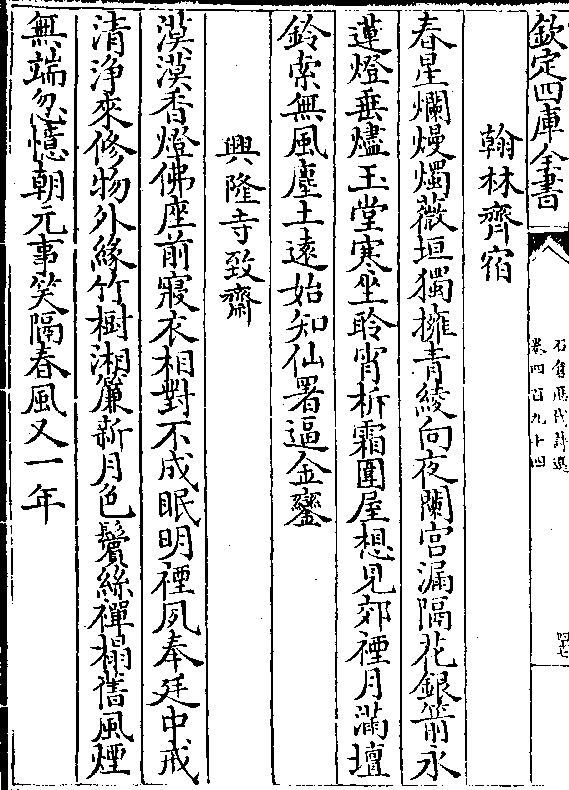 欽定四庫全書
石倉歷代詩選
卷四百九十四
四七
翰林齊宿
春星爛熳燭薇垣獨擁青綾向夜闌宫漏隔花銀箭永
蓮燈垂燼玉堂寒坐聆宵柝霜圍屋想見郊禋月滿壇
鈴索無風塵土遠始知仙署逼金鑾
興隆寺致齋
漠漠香燈佛座前寢衣相對不成眠明禋夙奉廷中戒
清净來修物外緣竹樹湘簾新月色鬢絲禪榻舊風煙
無端忽憶朝元事笑隔春風又一年